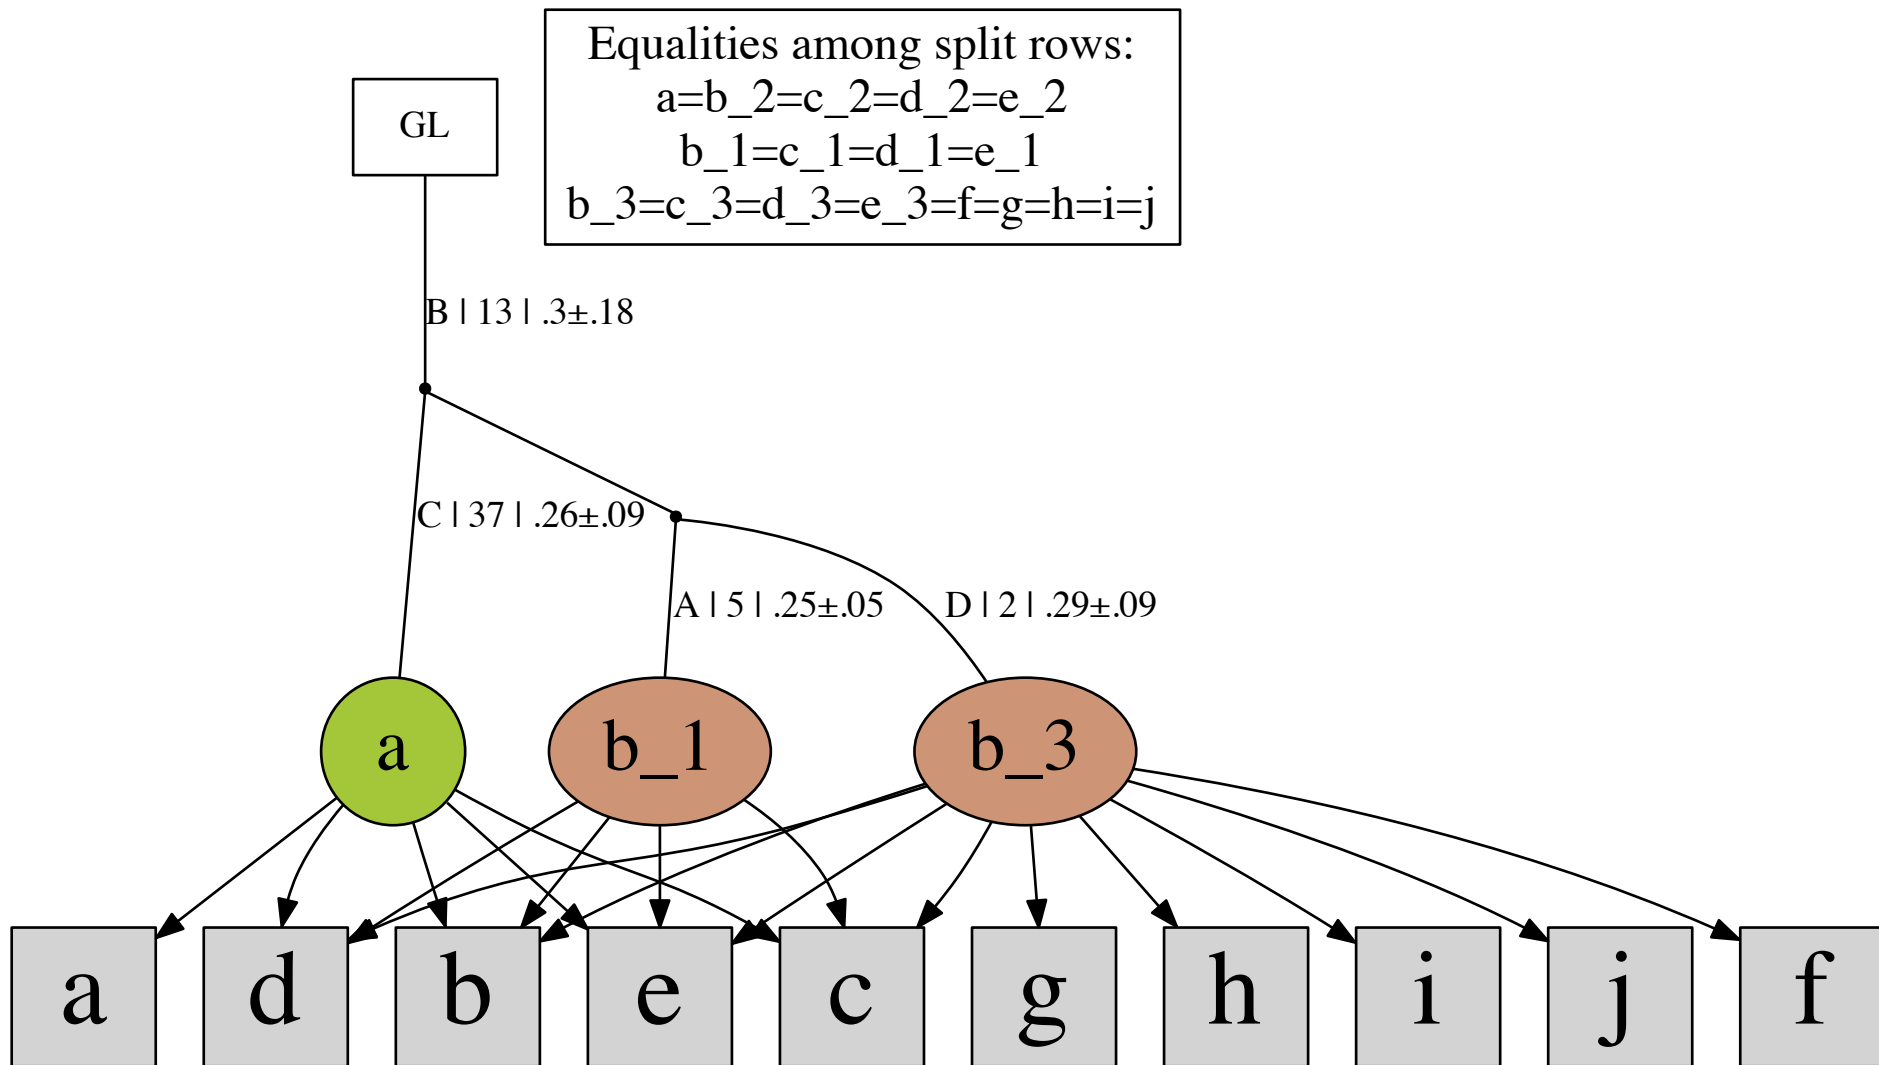 Equalities among split rows:
a=b_2=c_2=d_2=e_2
b_1=c_1=d_1=e_1
b_3=c_3=d_3=e_3=f=g=h=i=j
GL
B | 13 | .3±.18
C | 37 | .26±.09
A | 5 | .25±.05
D | 2 | .29±.09
a
b_1
b_3
a
d
b
e
c
g
h
i
j
f